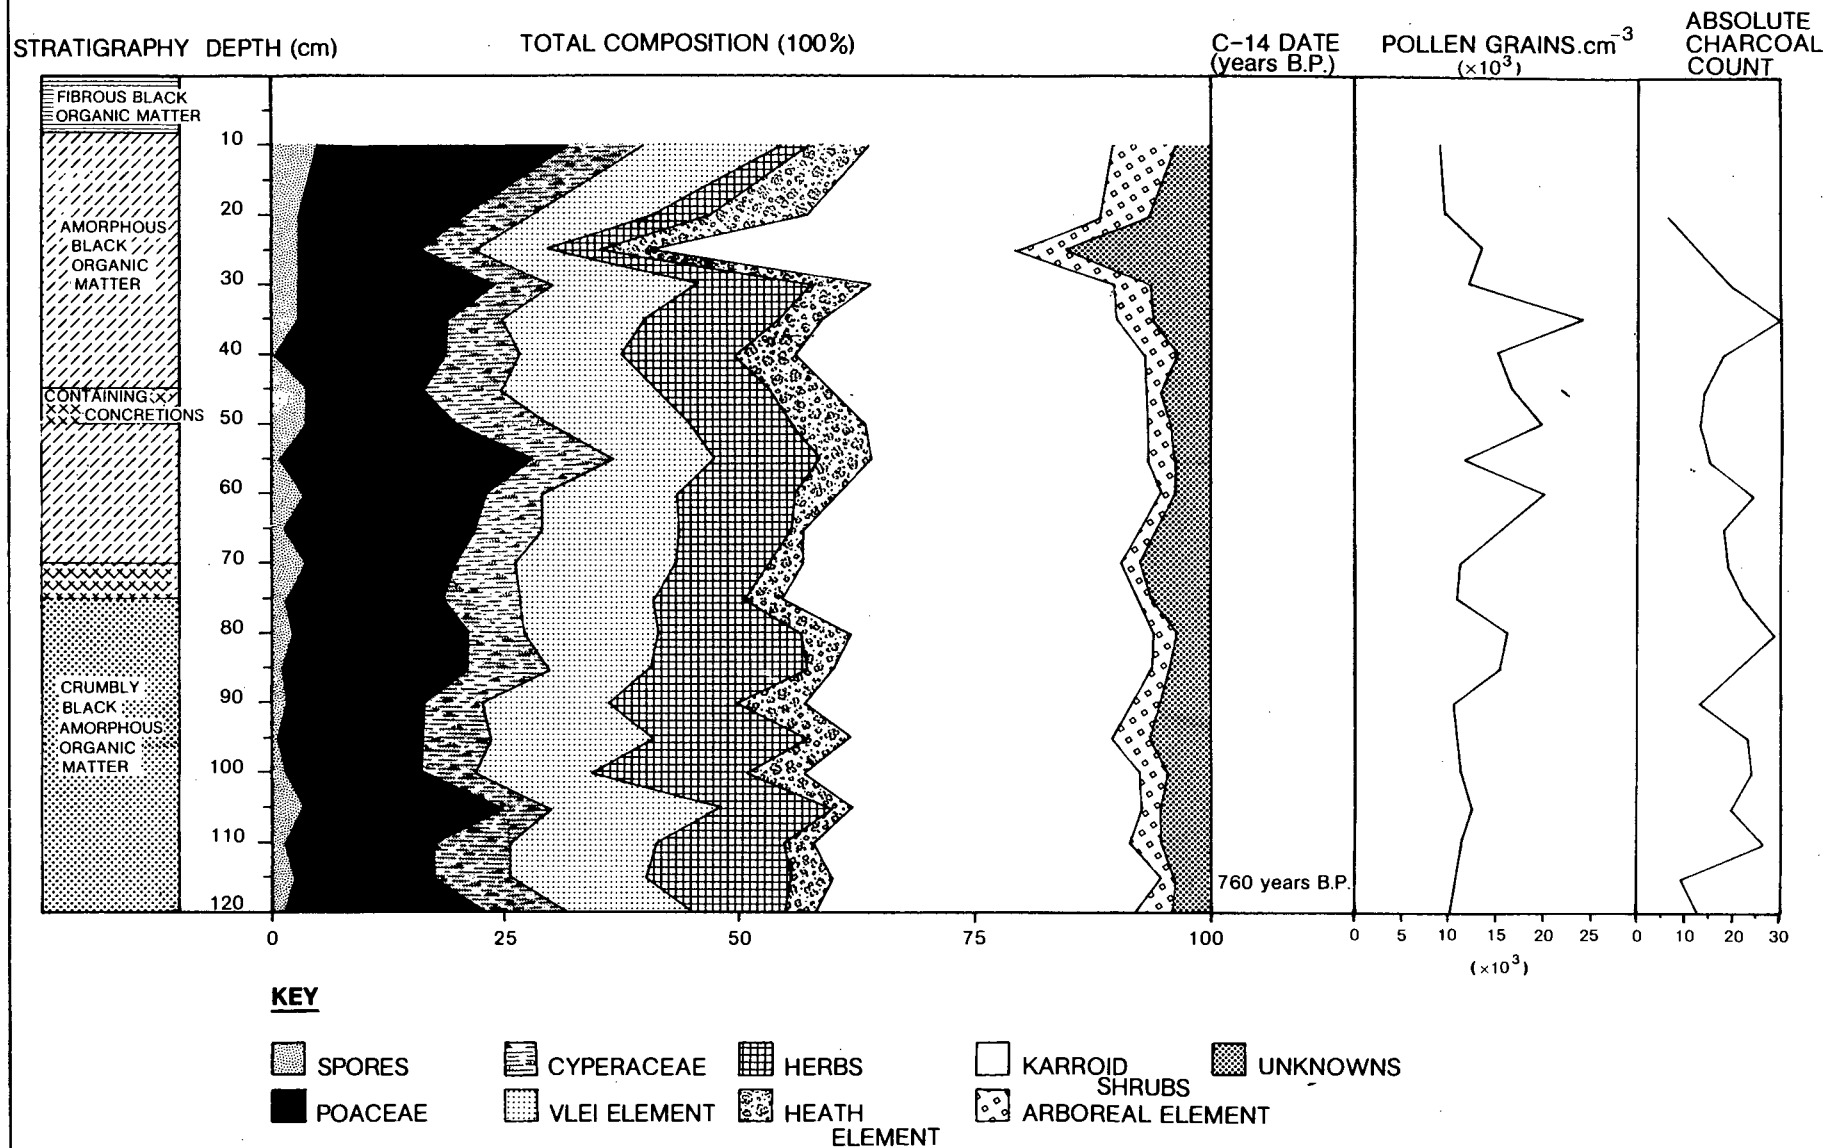 STRATIGRAPHY DEPTH (cm) TOTAL COMPOSITION (100%) C-14 DATE (years B.P.) POLLEN GRAINS.cm⁻³ (×10³) ABSOLUTE CHARCOAL COUNT
FIBROUS BLACK
ORGANIC MATTER
AMORPHOUS
BLACK
ORGANIC
MATTER
CONTAINING
CONCRETIONS
CRUMBLY
BLACK
AMORPHOUS
ORGANIC
MATTER
10
20
30
40
50
60
70
80
90
100
110
120
760 years B.P.
0 25 50 75 100
0 5 10 15 20 25
(×10³)
0 10 20 30
KEY
SPORES
POACEAE
CYPERACEAE
VLEI ELEMENT
HERBS
HEATH
ELEMENT
KARROID
SHRUBS
ARBOREAL ELEMENT
UNKNOWNS